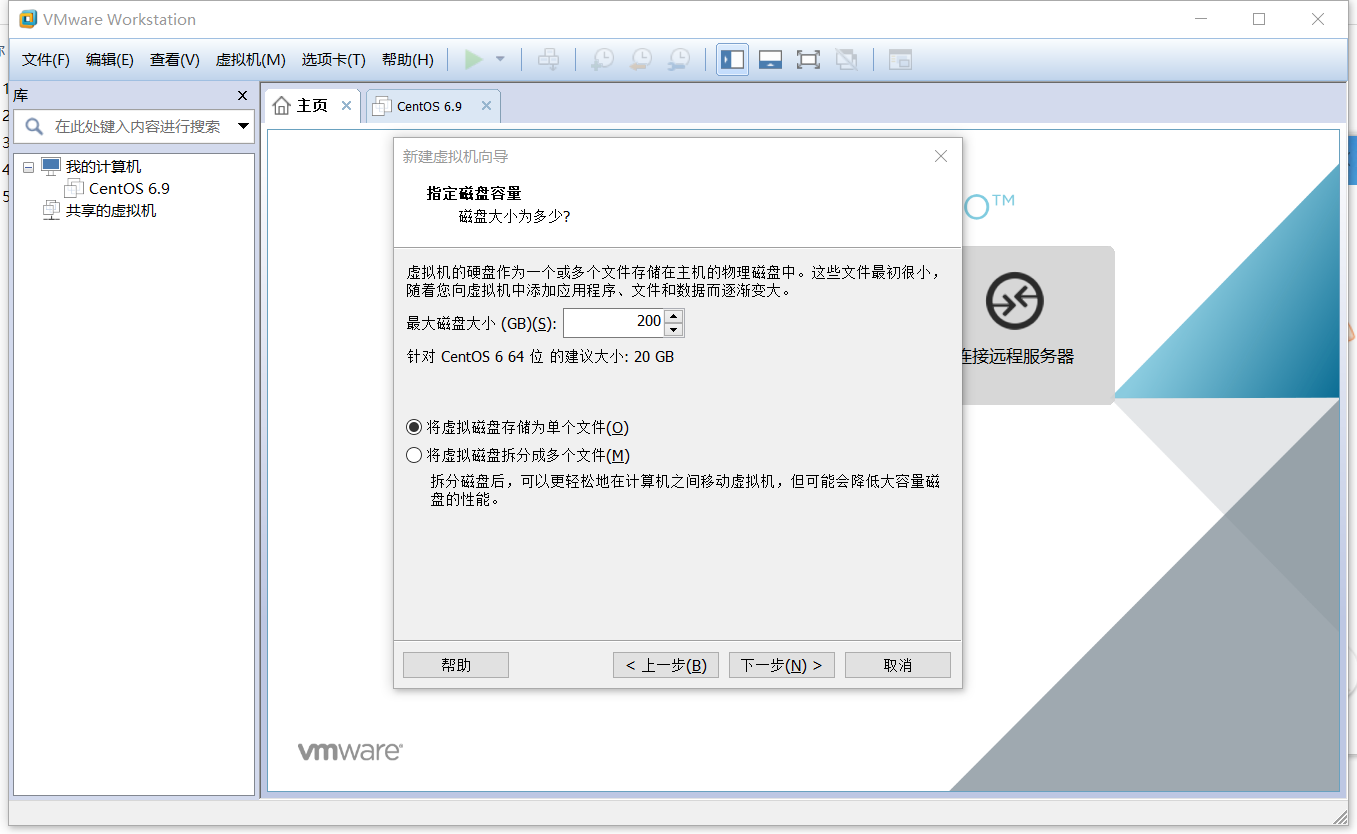 VMware Workstation
文件(F) 编辑(E) 查看(V) 虚拟机(M) 选项卡(T) 帮助(H)
库
在此处键入内容进行搜索
我的计算机
CentOS 6.9
共享的虚拟机
主页
CentOS 6.9
新建虚拟机向导
指定磁盘容量
磁盘大小为多少?
虚拟机的硬盘作为一个或多个文件存储在主机的物理磁盘中。这些文件最初很小，
随着您向虚拟机中添加应用程序、文件和数据而逐渐变大。
最大磁盘大小 (GB)(S): 200
针对 CentOS 6 64 位 的建议大小: 20 GB
将虚拟磁盘存储为单个文件(O)
将虚拟磁盘拆分成多个文件(M)
拆分磁盘后，可以更轻松地在计算机之间移动虚拟机，但可能会降低大容量磁
盘的性能。
帮助
< 上一步(B)
下一步(N) >
取消
O™
连接远程服务器
vmware®
1
2
3
4
5